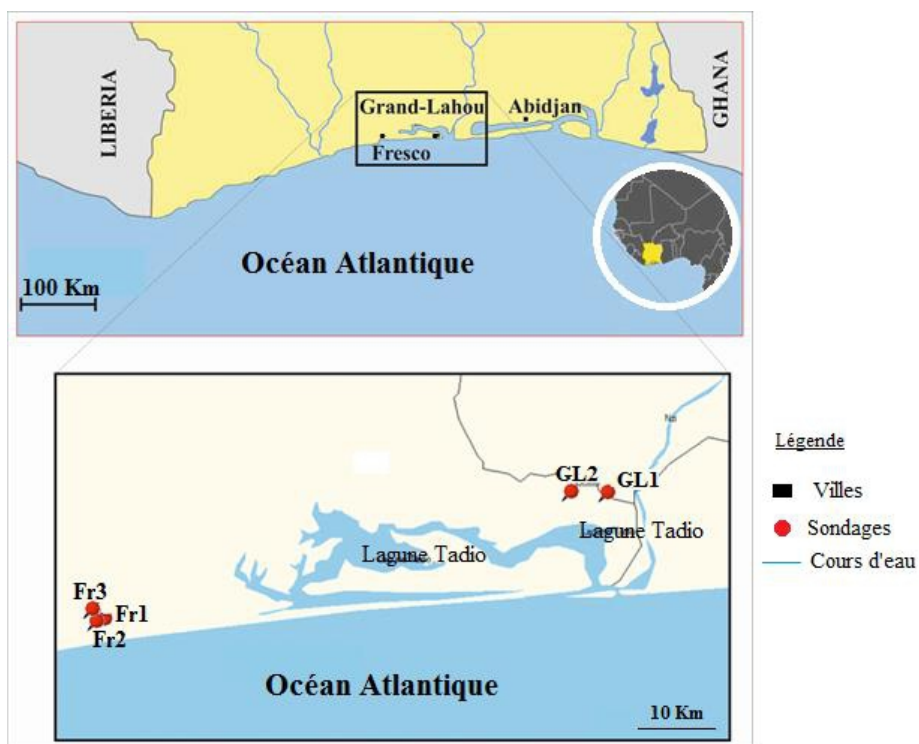 LIBERIA
GHANA
Grand-Lahou
Abidjan
Fresco
Océan Atlantique
100 Km
GL2
GL1
Lagune Tadio
Lagune Tadio
Fr3
Fr1
Fr2
Océan Atlantique
10 Km
Légende
Villes
Sondages
Cours d'eau